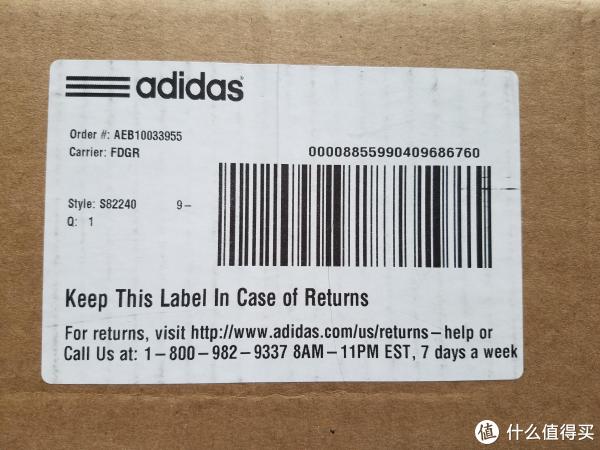 adidas
Order #: AEB10033955
Carrier: FDGR
00008855990409686760
Style: S82240 9-
Q: 1
Keep This Label In Case of Returns
For returns, visit http://www.adidas.com/us/returns-help or
Call Us at: 1-800-982-9337 8AM-11PM EST, 7 days a week
值 什么值得买